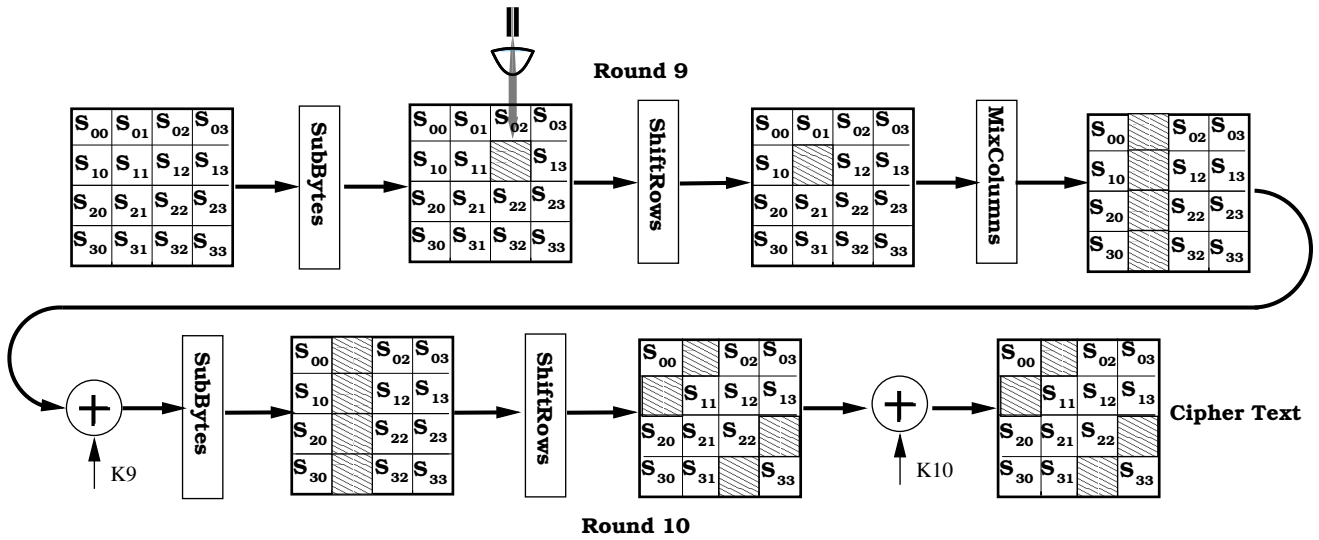 Round 9
S00 S01 S02 S03
S10 S11 S12 S13
S20 S21 S22 S23
S30 S31 S32 S33
SubBytes
S00 S01 S02 S03
S10 S11 S13
S20 S21 S22 S23
S30 S31 S32 S33
ShiftRows
S00 S01 S02 S03
S10 S12 S13
S20 S21 S22 S23
S30 S31 S32 S33
MixColumns
S00 S02 S03
S10 S12 S13
S20 S22 S23
S30 S32 S33
K9
SubBytes
S00 S02 S03
S10 S12 S13
S20 S22 S23
S30 S32 S33
ShiftRows
S00 S02 S03
S11 S12 S13
S20 S21 S22
S30 S31 S33
K10
S00 S02 S03
S11 S12 S13
S20 S21 S22
S30 S31 S33
Cipher Text
Round 10